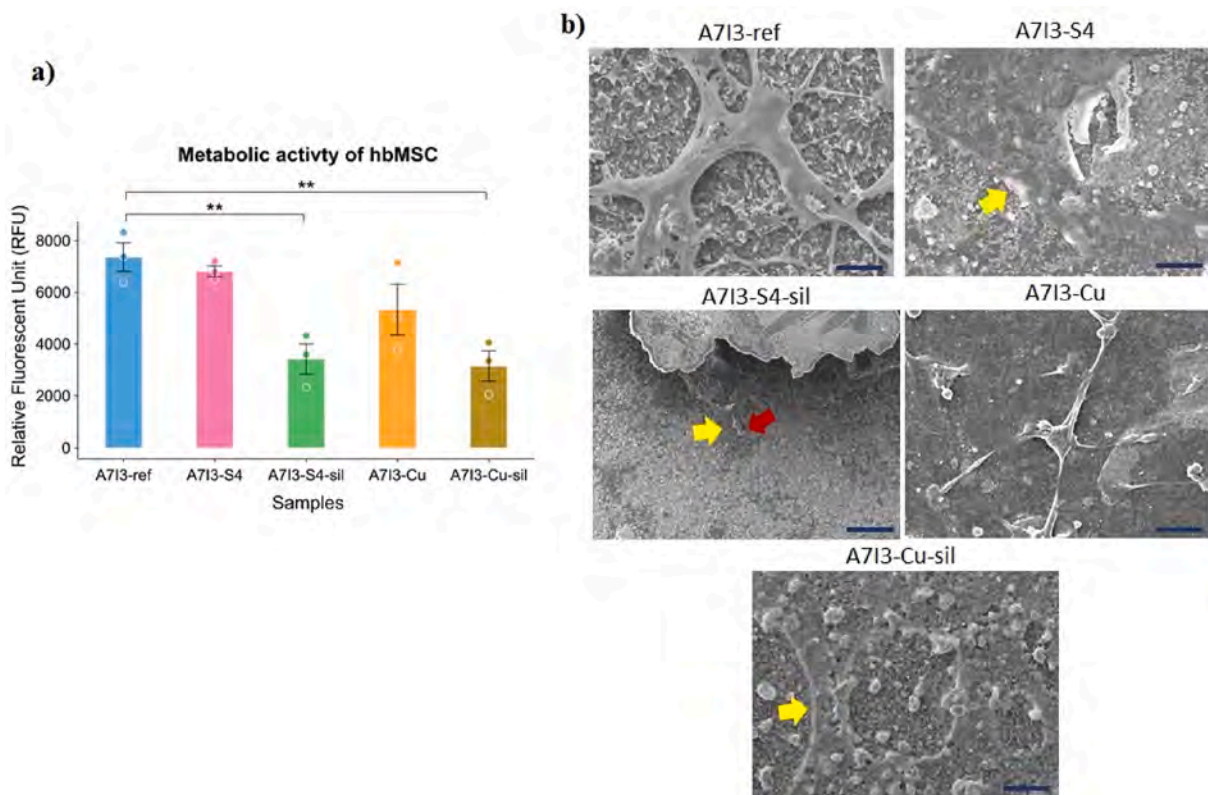 a)
Metabolic activty of hbMSC
**
**
Relative Fluorescent Unit (RFU)
8000
6000
4000
2000
0
A7I3-ref A7I3-S4 A7I3-S4-sil A7I3-Cu A7I3-Cu-sil
Samples
b)
A7I3-ref A7I3-S4
A7I3-S4-sil A7I3-Cu
A7I3-Cu-sil